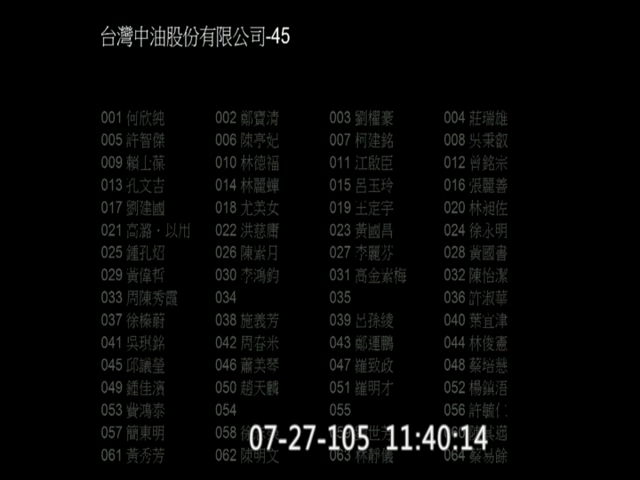 台灣中油股份有限公司-45
001 何欣純 002 鄭寶清 003 劉櫂豪 004 莊瑞雄
005 許智傑 006 陳亭妃 007 柯建銘 008 吳秉叡
009 賴士葆 010 林德福 011 江啟臣 012 曾銘宗
013 孔文吉 014 林麗蟬 015 呂玉玲 016 張麗善
017 劉建國 018 尤美女 019 王定宇 020 林昶佐
021 高潞·以用 022 洪慈庸 023 黃國昌 024 徐永明
025 鍾孔炤 026 陳素月 027 李麗芬 028 黃國書
029 黃偉哲 030 李鴻鈞 031 高金素梅 032 陳怡潔
033 周陳秀霞 034 035 036 許淑華
037 徐榛蔚 038 施義芳 039 呂孫綾 040 葉宜津
041 吳琪銘 042 周春米 043 鄭運鵬 044 林俊憲
045 邱議瑩 046 蕭美琴 047 羅致政 048 蔡培慧
049 鍾佳濱 050 趙天麟 051 羅明才 052 楊鎮浯
053 費鴻泰 054 055 056 許毓仁
057 簡東明 058 徐
07-27-105 11:40:14
061 黃秀芳 062 陳明文 063 林靜儀 064 蔡易餘